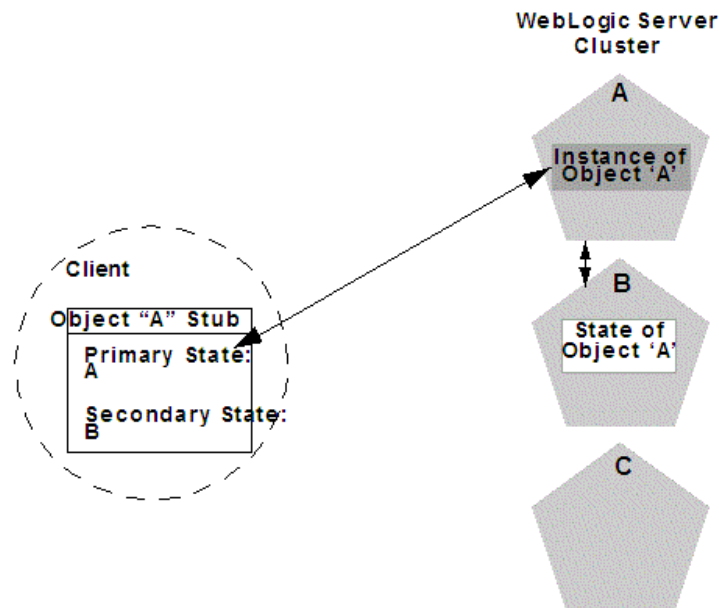 WebLogic Server
Cluster
A
Instance of
Object ‘A’
Client
Object “A” Stub
Primary State:
A
Secondary State:
B
B
State of
Object ‘A’
C